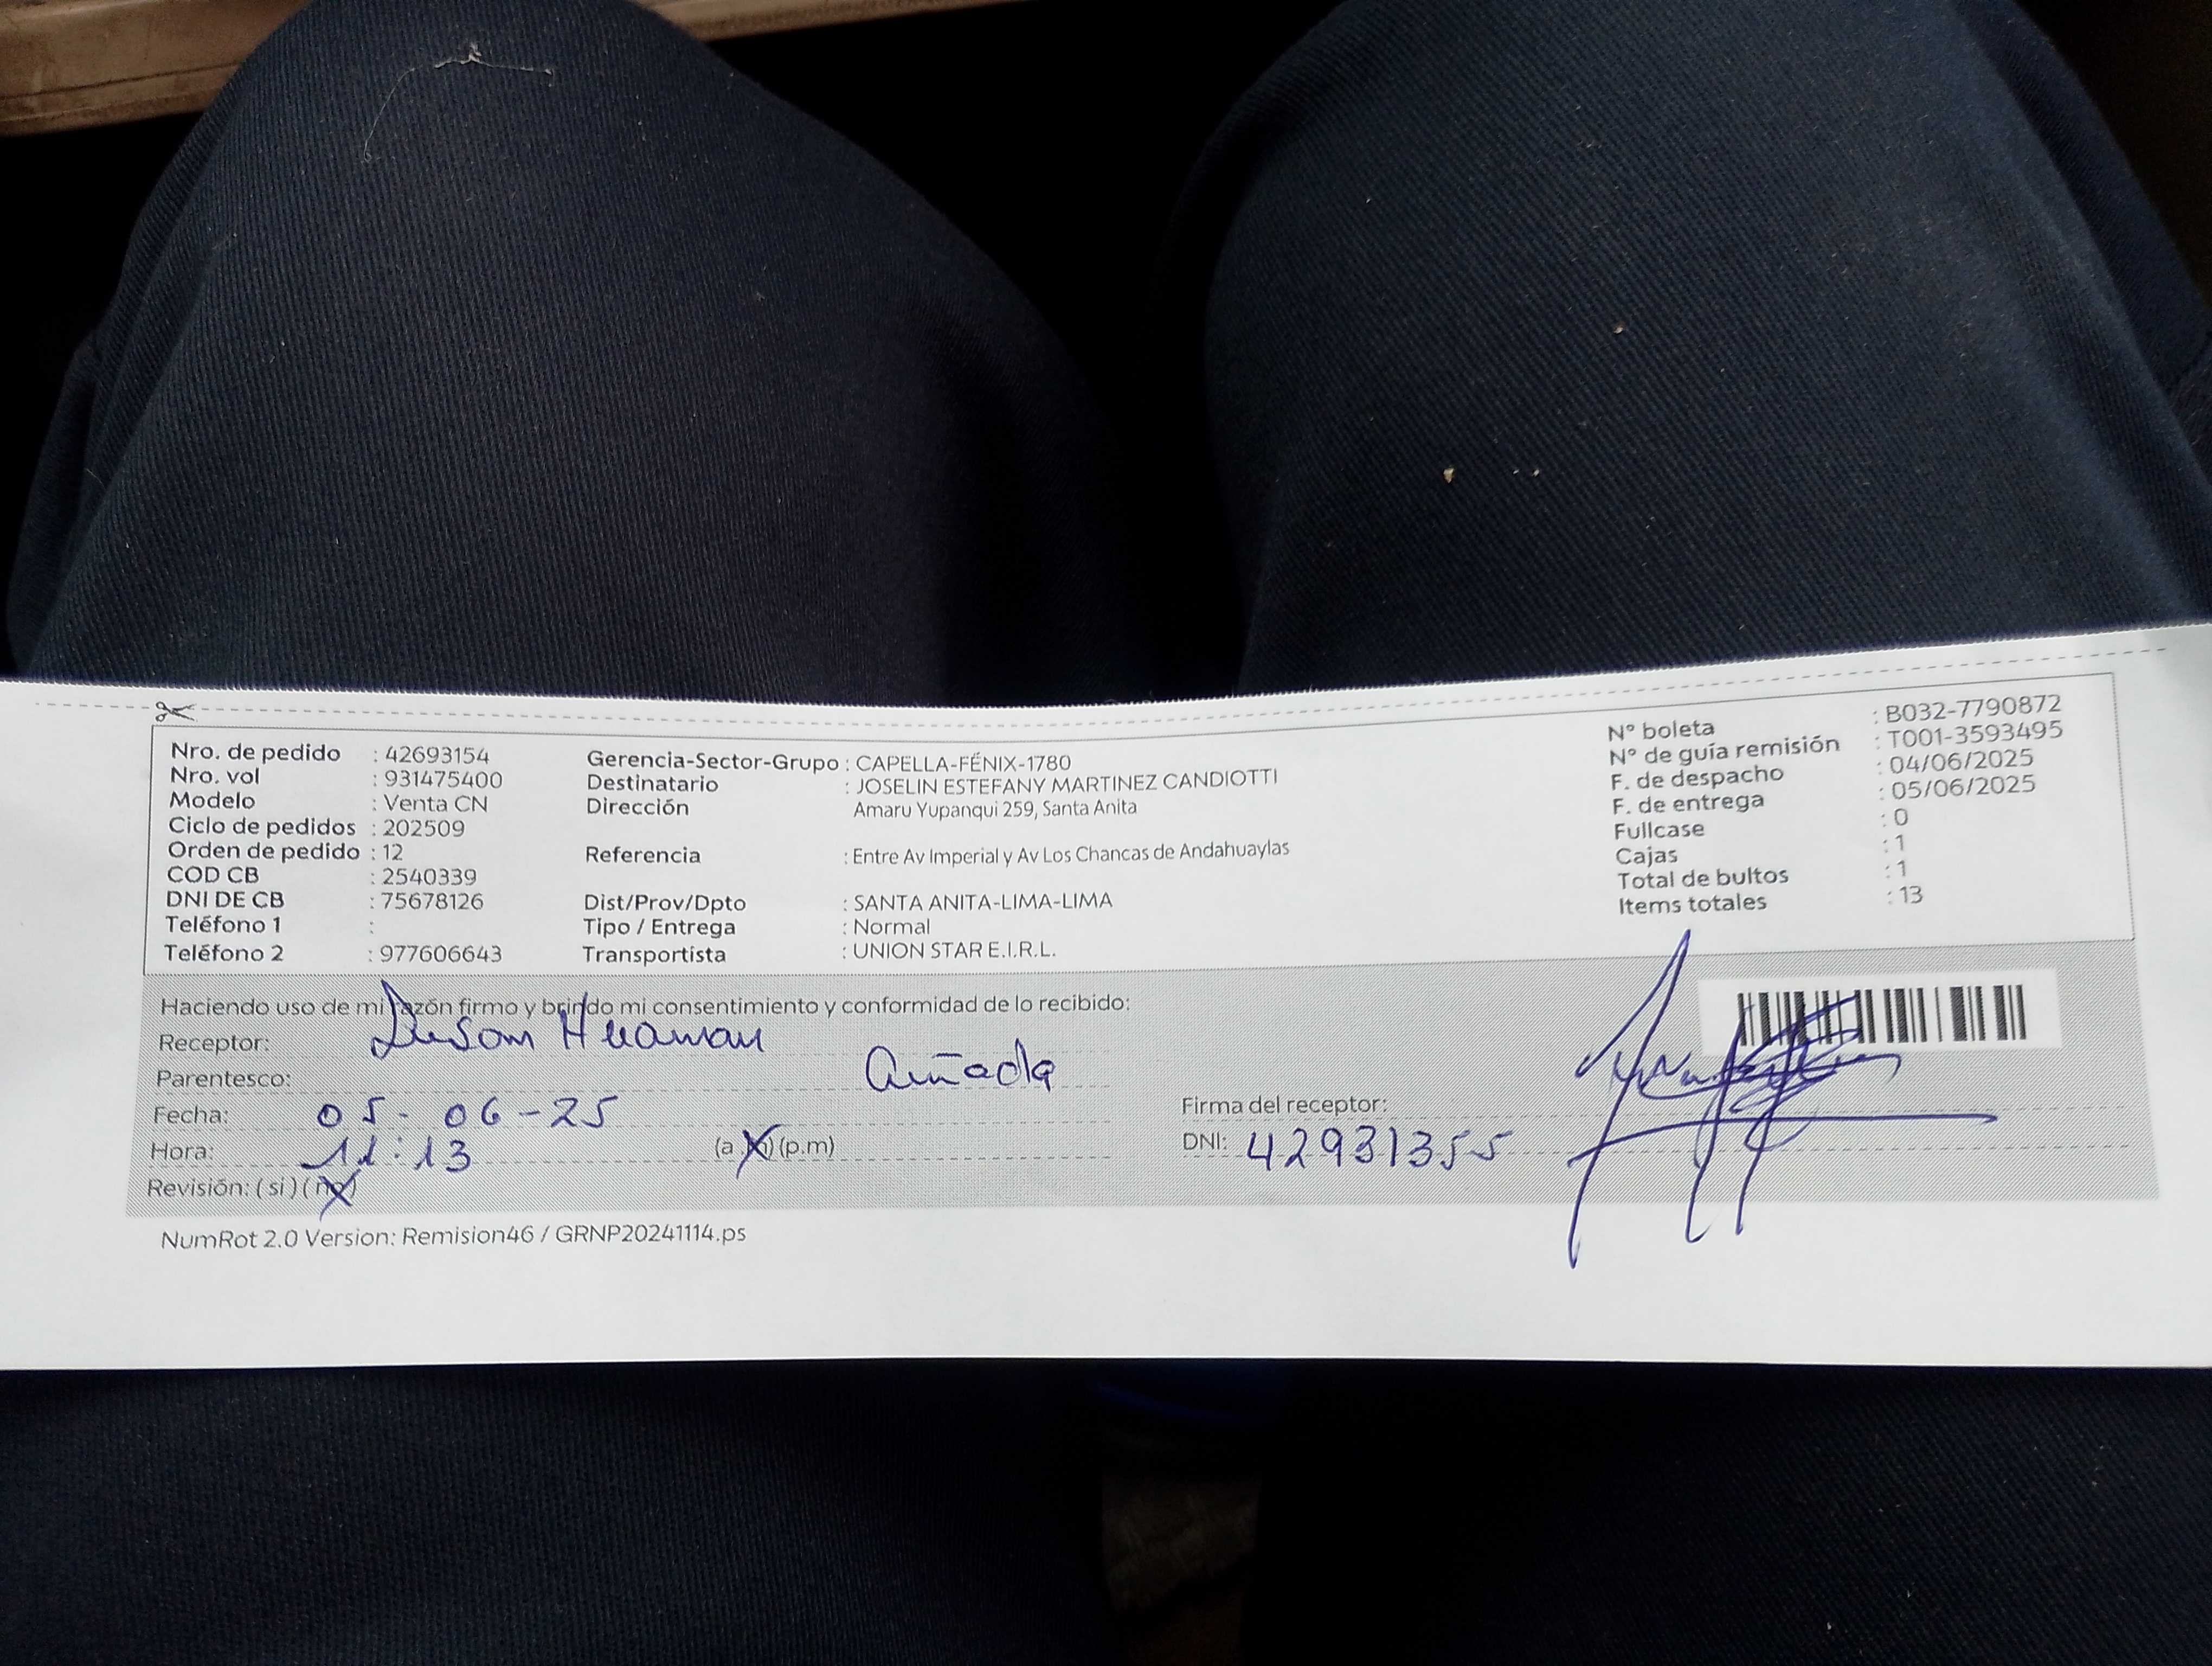 Nro. de pedido : 42693154
Nro. vol : 931475400
Modelo : Venta CN
Ciclo de pedidos : 202509
Orden de pedido : 12
COD CB : 2540339
DNI DE CB : 75678126
Teléfono 1 :
Teléfono 2 : 977606643
Gerencia-Sector-Grupo : CAPELLA-FÉNIX-1780
Destinatario : JOSELIN ESTEFANY MARTINEZ CANDIOTTI
Dirección Amaru Yupanqui 259, Santa Anita
Referencia : Entre Av Imperial y Av Los Chancas de Andahuaylas
Dist/Prov/Dpto : SANTA ANITA-LIMA-LIMA
Tipo / Entrega : Normal
Transportista : UNION STAR E.I.R.L.
N° boleta : B032-7790872
N° de guía remisión : T001-3593495
F. de despacho : 04/06/2025
F. de entrega : 05/06/2025
Fullcase : 0
Cajas : 1
Total de bultos : 1
Items totales : 13
Haciendo uso de mi razón firmo y brindo mi consentimiento y conformidad de lo recibido:
Receptor: Huaman
Parentesco:
Fecha: 05-06-25
Hora: 11:13 (a.m) (p.m)
Revisión: (si) (no)
Firma del receptor:
DNI: 42931355
NumRot 2.0 Version: Remision46 / GRNP20241114.ps